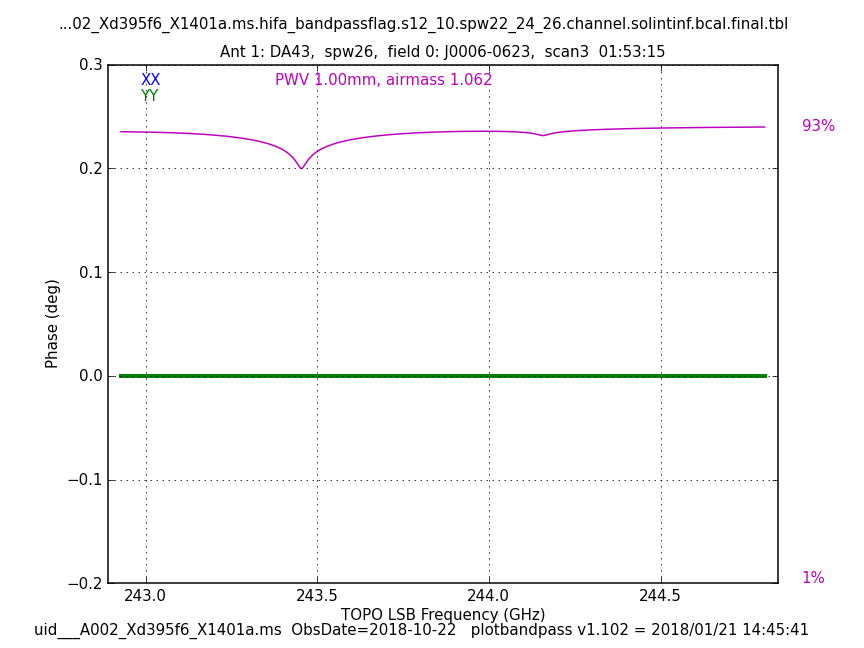 ...02_Xd395f6_X1401a.ms.hifa_bandpassflag.s12_10.spw22_24_26.channel.solintinf.bcal.final.tbl
Ant 1: DA43,  spw26,  field 0: J0006-0623,  scan3  01:53:15
XX
YY
PWV 1.00mm, airmass 1.062
93%
1%
Phase (deg)
0.3
0.2
0.1
0.0
−0.1
−0.2
243.0 243.5 244.0 244.5
TOPO LSB Frequency (GHz)
uid___A002_Xd395f6_X1401a.ms  ObsDate=2018-10-22   plotbandpass v1.102 = 2018/01/21 14:45:41